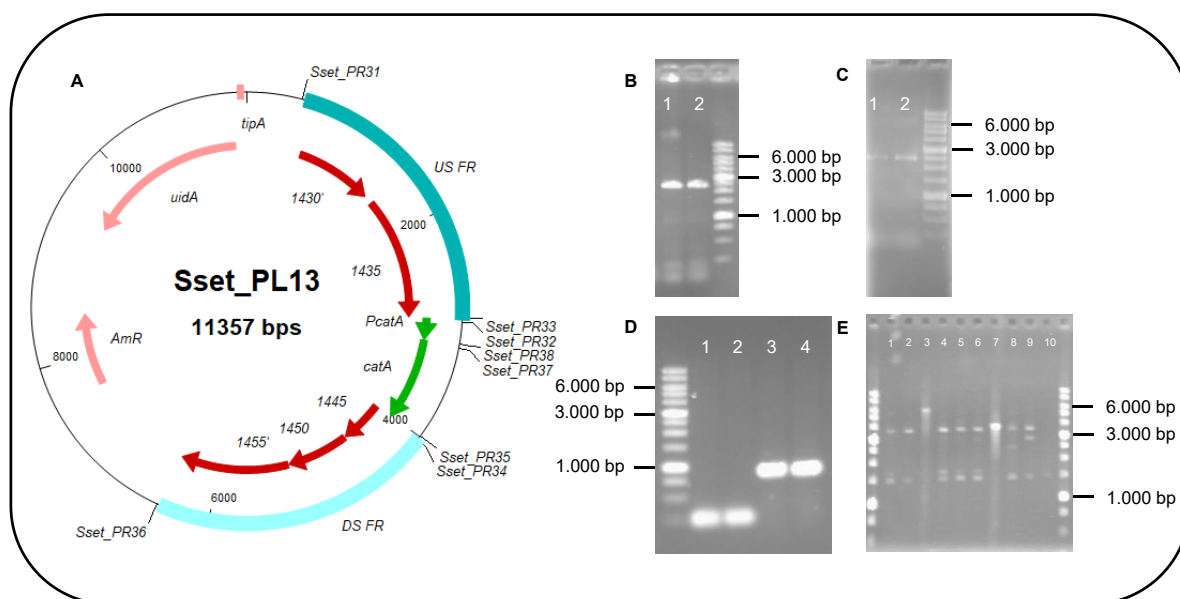 A
Sset_PR31
tipA
10000
US FR
uidA
1430'
2000
1435
Sset_PL13
11357 bps
PcatA
Sset_PR33
Sset_PR32
Sset_PR38
Sset_PR37
AmR
8000
catA
1445
4000
1450
1455'
Sset_PR35
Sset_PR34
6000
Sset_PR36
DS FR
B
1 2
6.000 bp
3.000 bp
1.000 bp
C
1 2
6.000 bp
3.000 bp
1.000 bp
D
1 2 3 4
6.000 bp
3.000 bp
1.000 bp
E
1 2 3 4 5 6 7 8 9 10
6.000 bp
3.000 bp
1.000 bp